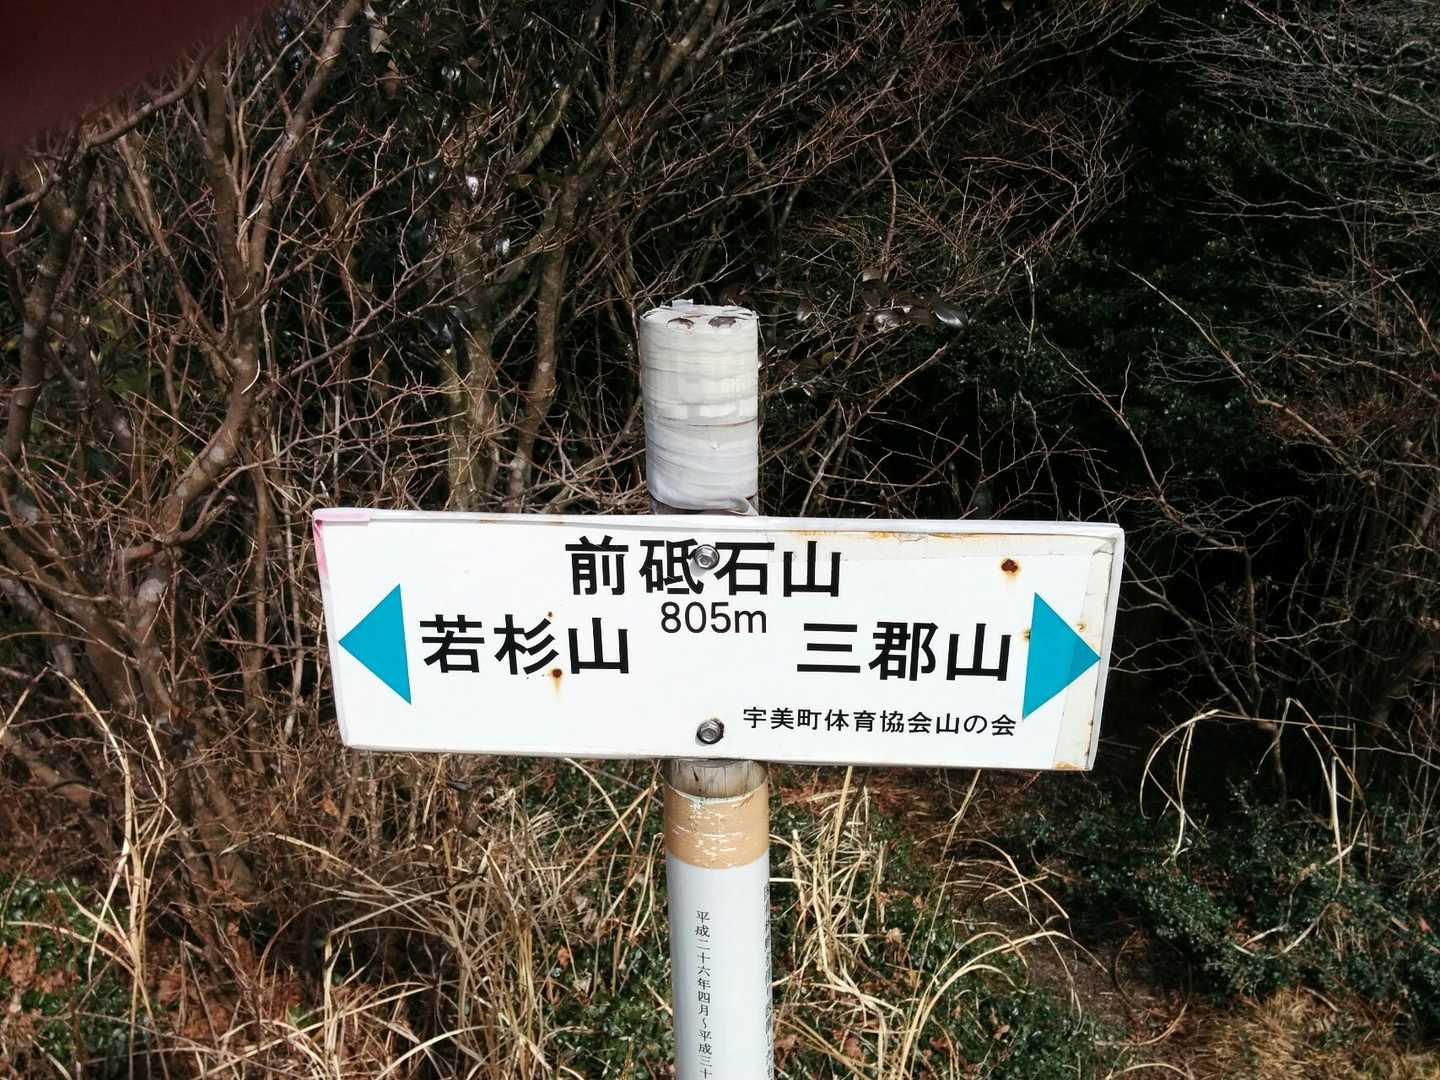 前砥石山
805m
若杉山
三郡山
宇美町体育協会山の会
平成二十六年四月～平成三十